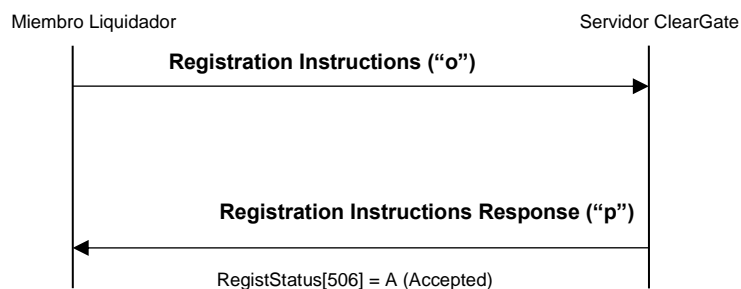 Miembro Liquidador
Servidor ClearGate
Registration Instructions (“o”)
Registration Instructions Response (“p”)
RegistStatus[506] = A (Accepted)